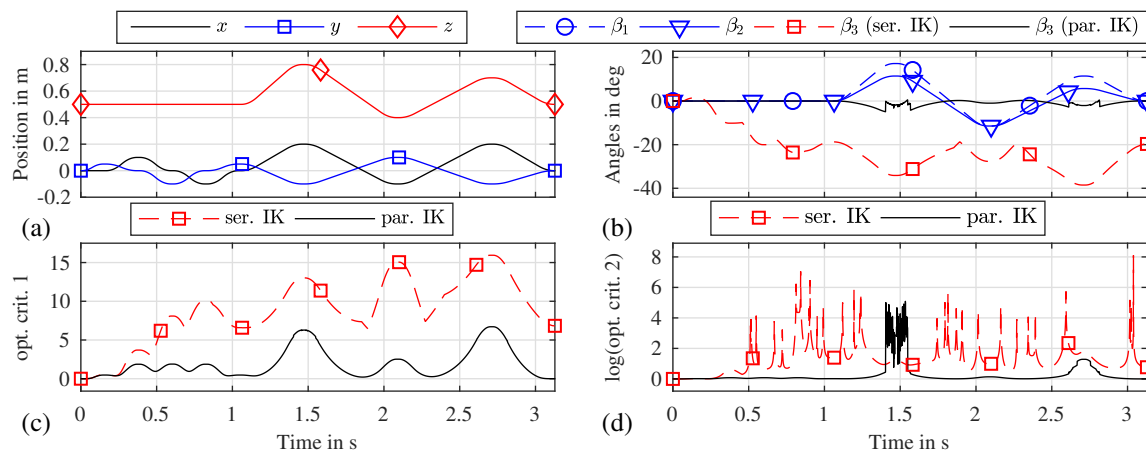 x y z
β1 β2 β3 (ser. IK) β3 (par. IK)
Position in m
0.8
0.6
0.4
0.2
0
-0.2
(a)
Angles in deg
20
0
-20
-40
(b)
ser. IK par. IK
ser. IK par. IK
opt. crit. 1
15
10
5
0
0 0.5 1 1.5 2 2.5 3
(c)
Time in s
log(opt. crit. 2)
8
6
4
2
0
0 0.5 1 1.5 2 2.5 3
(d)
Time in s